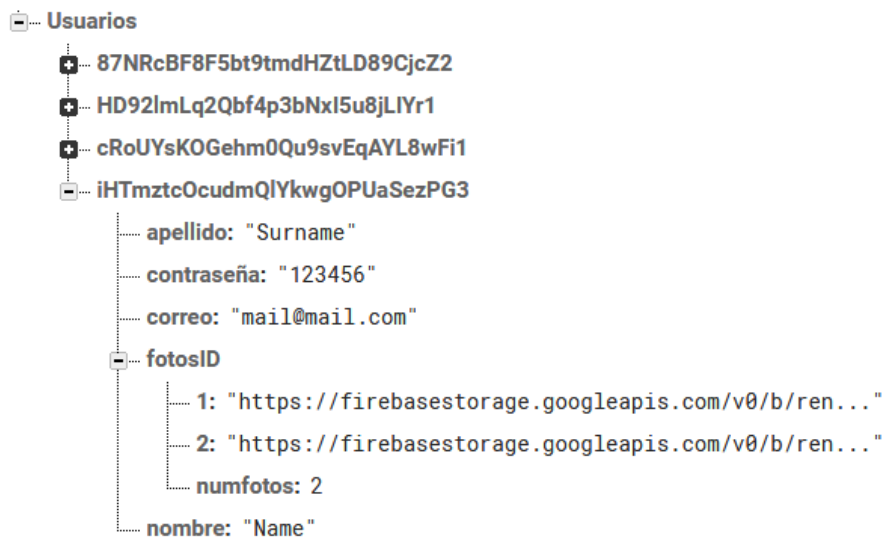 Usuarios
87NRcBF8F5bt9tmdHZtLD89CjcZ2
HD92lmLq2Qbf4p3bNxI5u8jLIYr1
cRoUYsKOGehm0Qu9svEqAYL8wFi1
iHTmztcOcudmQlYkwgOPUaSezPG3
apellido: "Surname"
contraseña: "123456"
correo: "mail@mail.com"
fotosID
1: "https://firebasestorage.googleapis.com/v0/b/ren..."
2: "https://firebasestorage.googleapis.com/v0/b/ren..."
numfotos: 2
nombre: "Name"